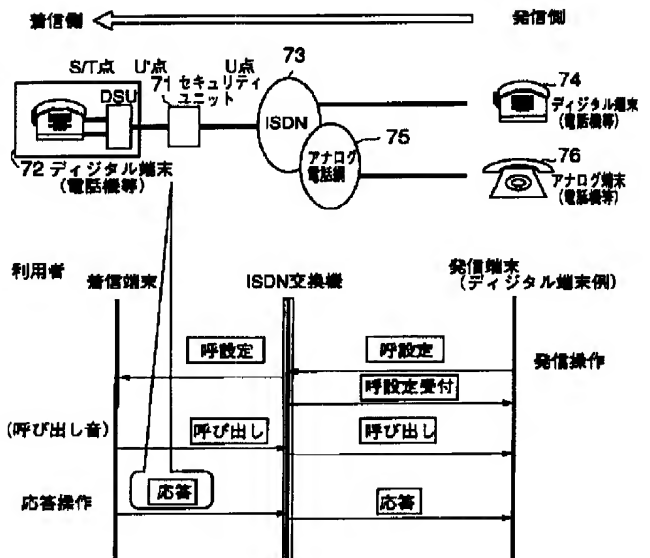 着信側
発信側
S/T点 U'点 U点
DSU
71 セキュリティ
ユニット
73
ISDN
75
アナログ
電話網
74
ディジタル端末
(電話機等)
76
アナログ端末
(電話機等)
72 ディジタル端末
(電話機等)
利用者
着信端末
ISDN交換機
発信端末
(ディジタル端末例)
呼設定
呼設定
発信操作
呼設定受付
(呼び出し音)
呼び出し
呼び出し
応答操作
応答
応答